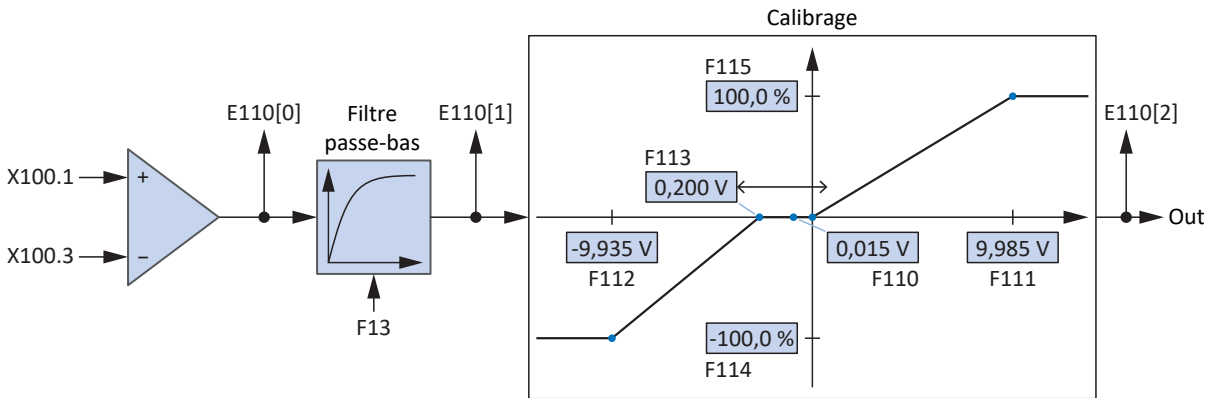 Calibrage
F115
100,0 %
E110[0]
Filtre
passe-bas
E110[1]
E110[2]
X100.1
+
F113
0,200 V
Out
X100.3
–
-9,935 V
0,015 V
9,985 V
F112
F110
F111
F13
-100,0 %
F114